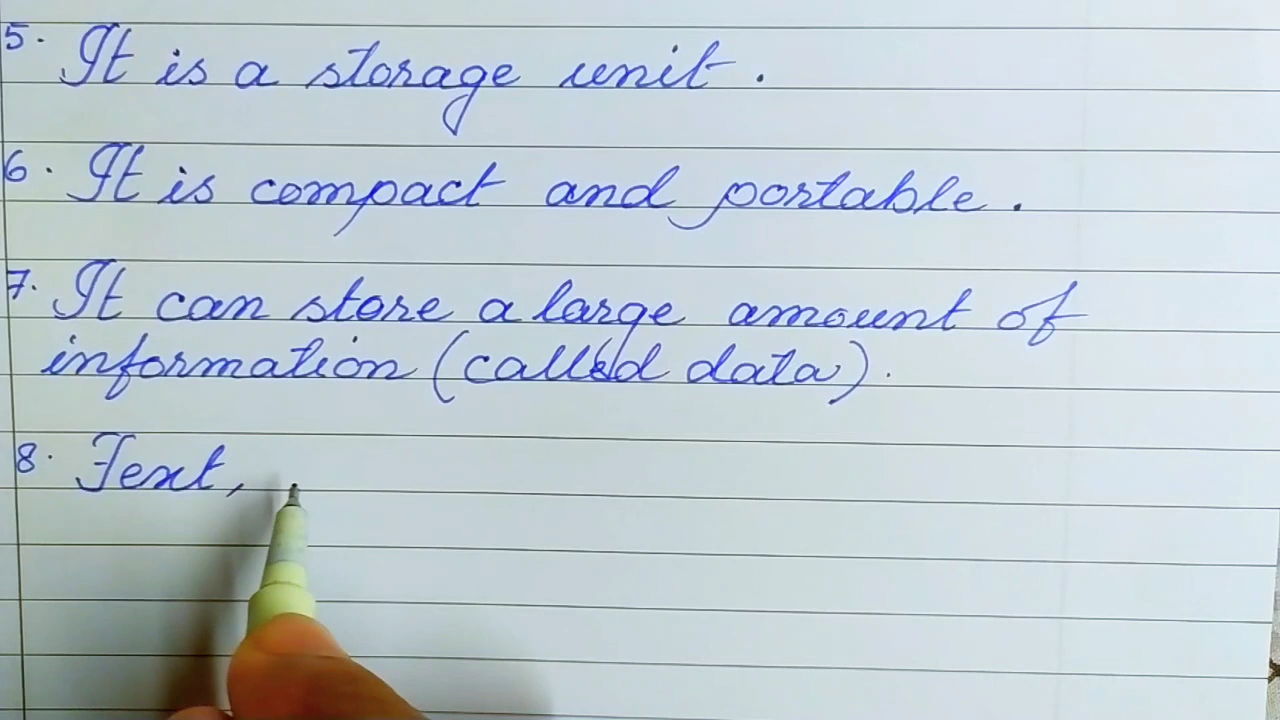 5. It is a storage unit.
6. It is compact and portable.
7. It can store a large amount of
information (called data).
8. Text,